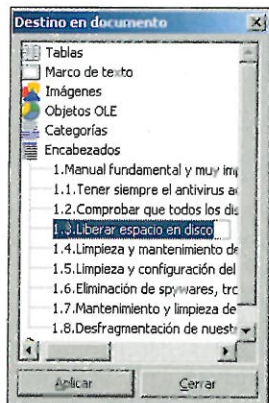 Destino en documento
Tablas
Marco de texto
Imágenes
Objetos OLE
Categorías
Encabezados
1.Manual fundamental y muy imp
1.1.Tener siempre el antivirus a
1.2.Comprobar que todos los dis
1.3.Liberar espacio en disco
1.4.Limpieza y mantenimiento de
1.5.Limpieza y configuración del
1.6.Eliminación de spywares, tro
1.7.Mantenimiento y limpieza de
1.8.Desfragmentación de nuest
Aplicar
Cerrar